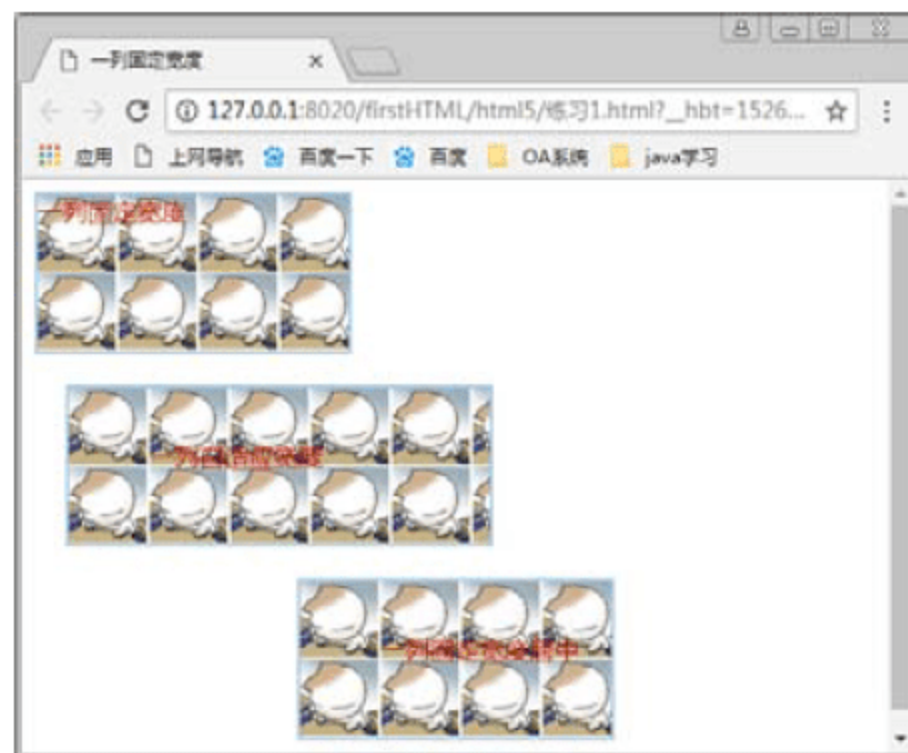 一列固定宽度
127.0.0.1:8020/firstHTML/html5/练习1.html?__hbt=1526...
应用 上网导航 百度一下 百度 OA系统 java学习
一列固定宽度
一列自适应宽度
一列固定宽度居中